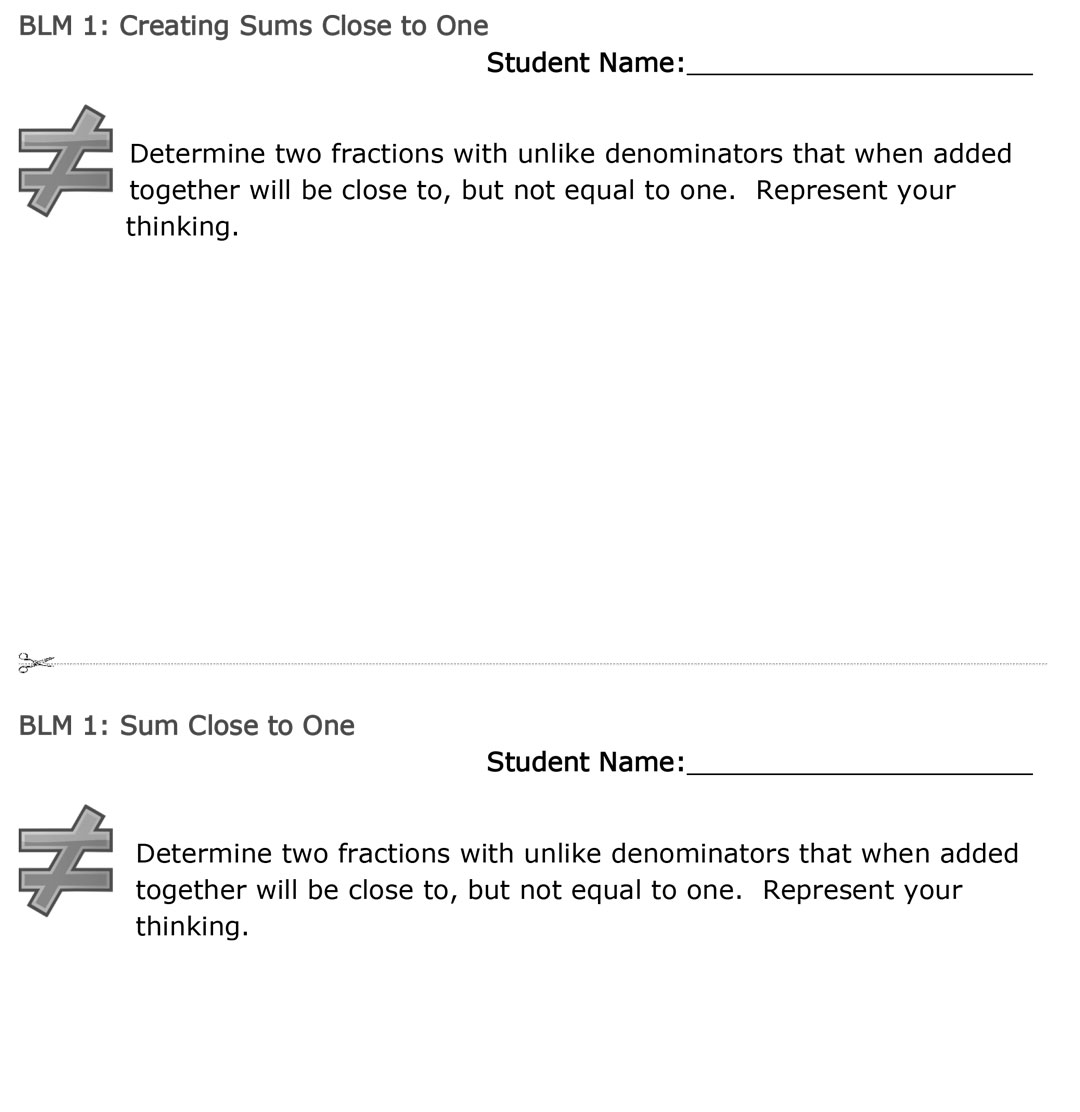 BLM 1: Creating Sums Close to One
Student Name:
Determine two fractions with unlike denominators that when added
together will be close to, but not equal to one.  Represent your
thinking.
BLM 1: Sum Close to One
Student Name:
Determine two fractions with unlike denominators that when added
together will be close to, but not equal to one.  Represent your
thinking.